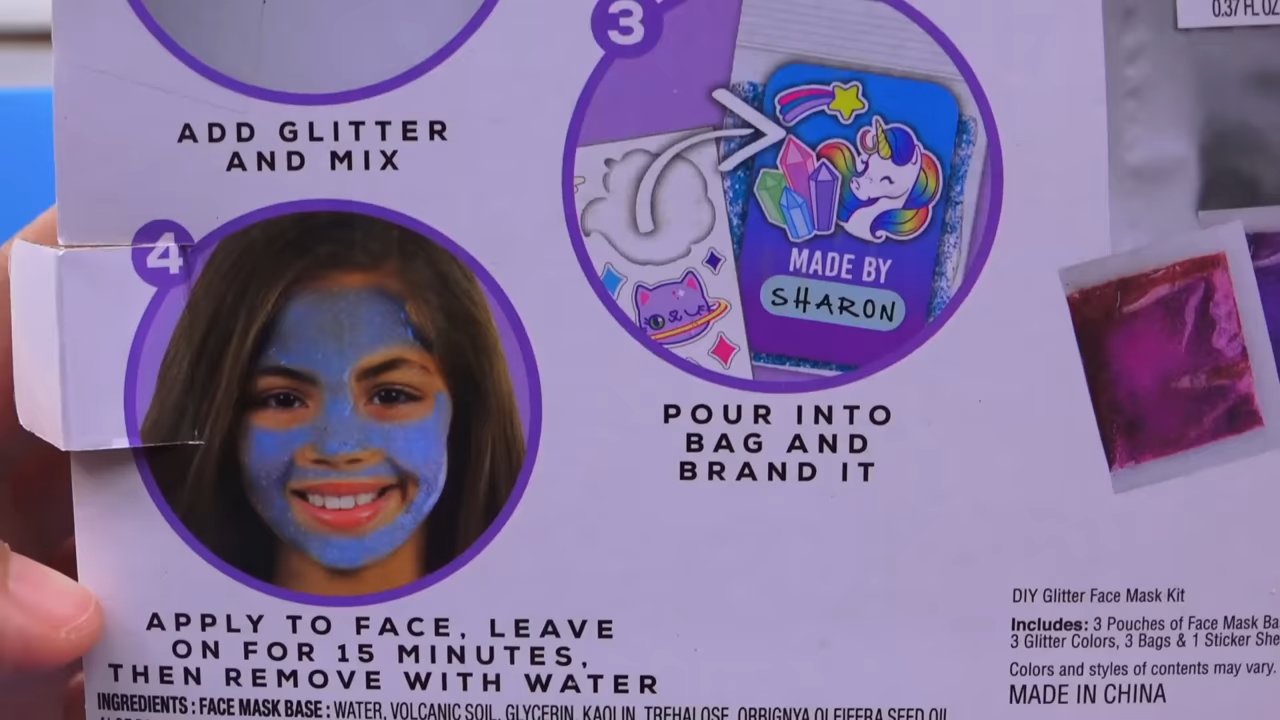 3
0.37 FL OZ
ADD GLITTER
AND MIX
MADE BY
SHARON
POUR INTO
BAG AND
BRAND IT
4
APPLY TO FACE, LEAVE
ON FOR 15 MINUTES,
THEN REMOVE WITH WATER
INGREDIENTS : FACE MASK BASE : WATER, VOLCANIC SOIL, GLYCERIN, KAOLIN, TREHALOSE, ORBIGNYA OLEIFERA SEED OIL
DIY Glitter Face Mask Kit
Includes: 3 Pouches of Face Mask Ba
3 Glitter Colors, 3 Bags & 1 Sticker She
Colors and styles of contents may vary.
MADE IN CHINA